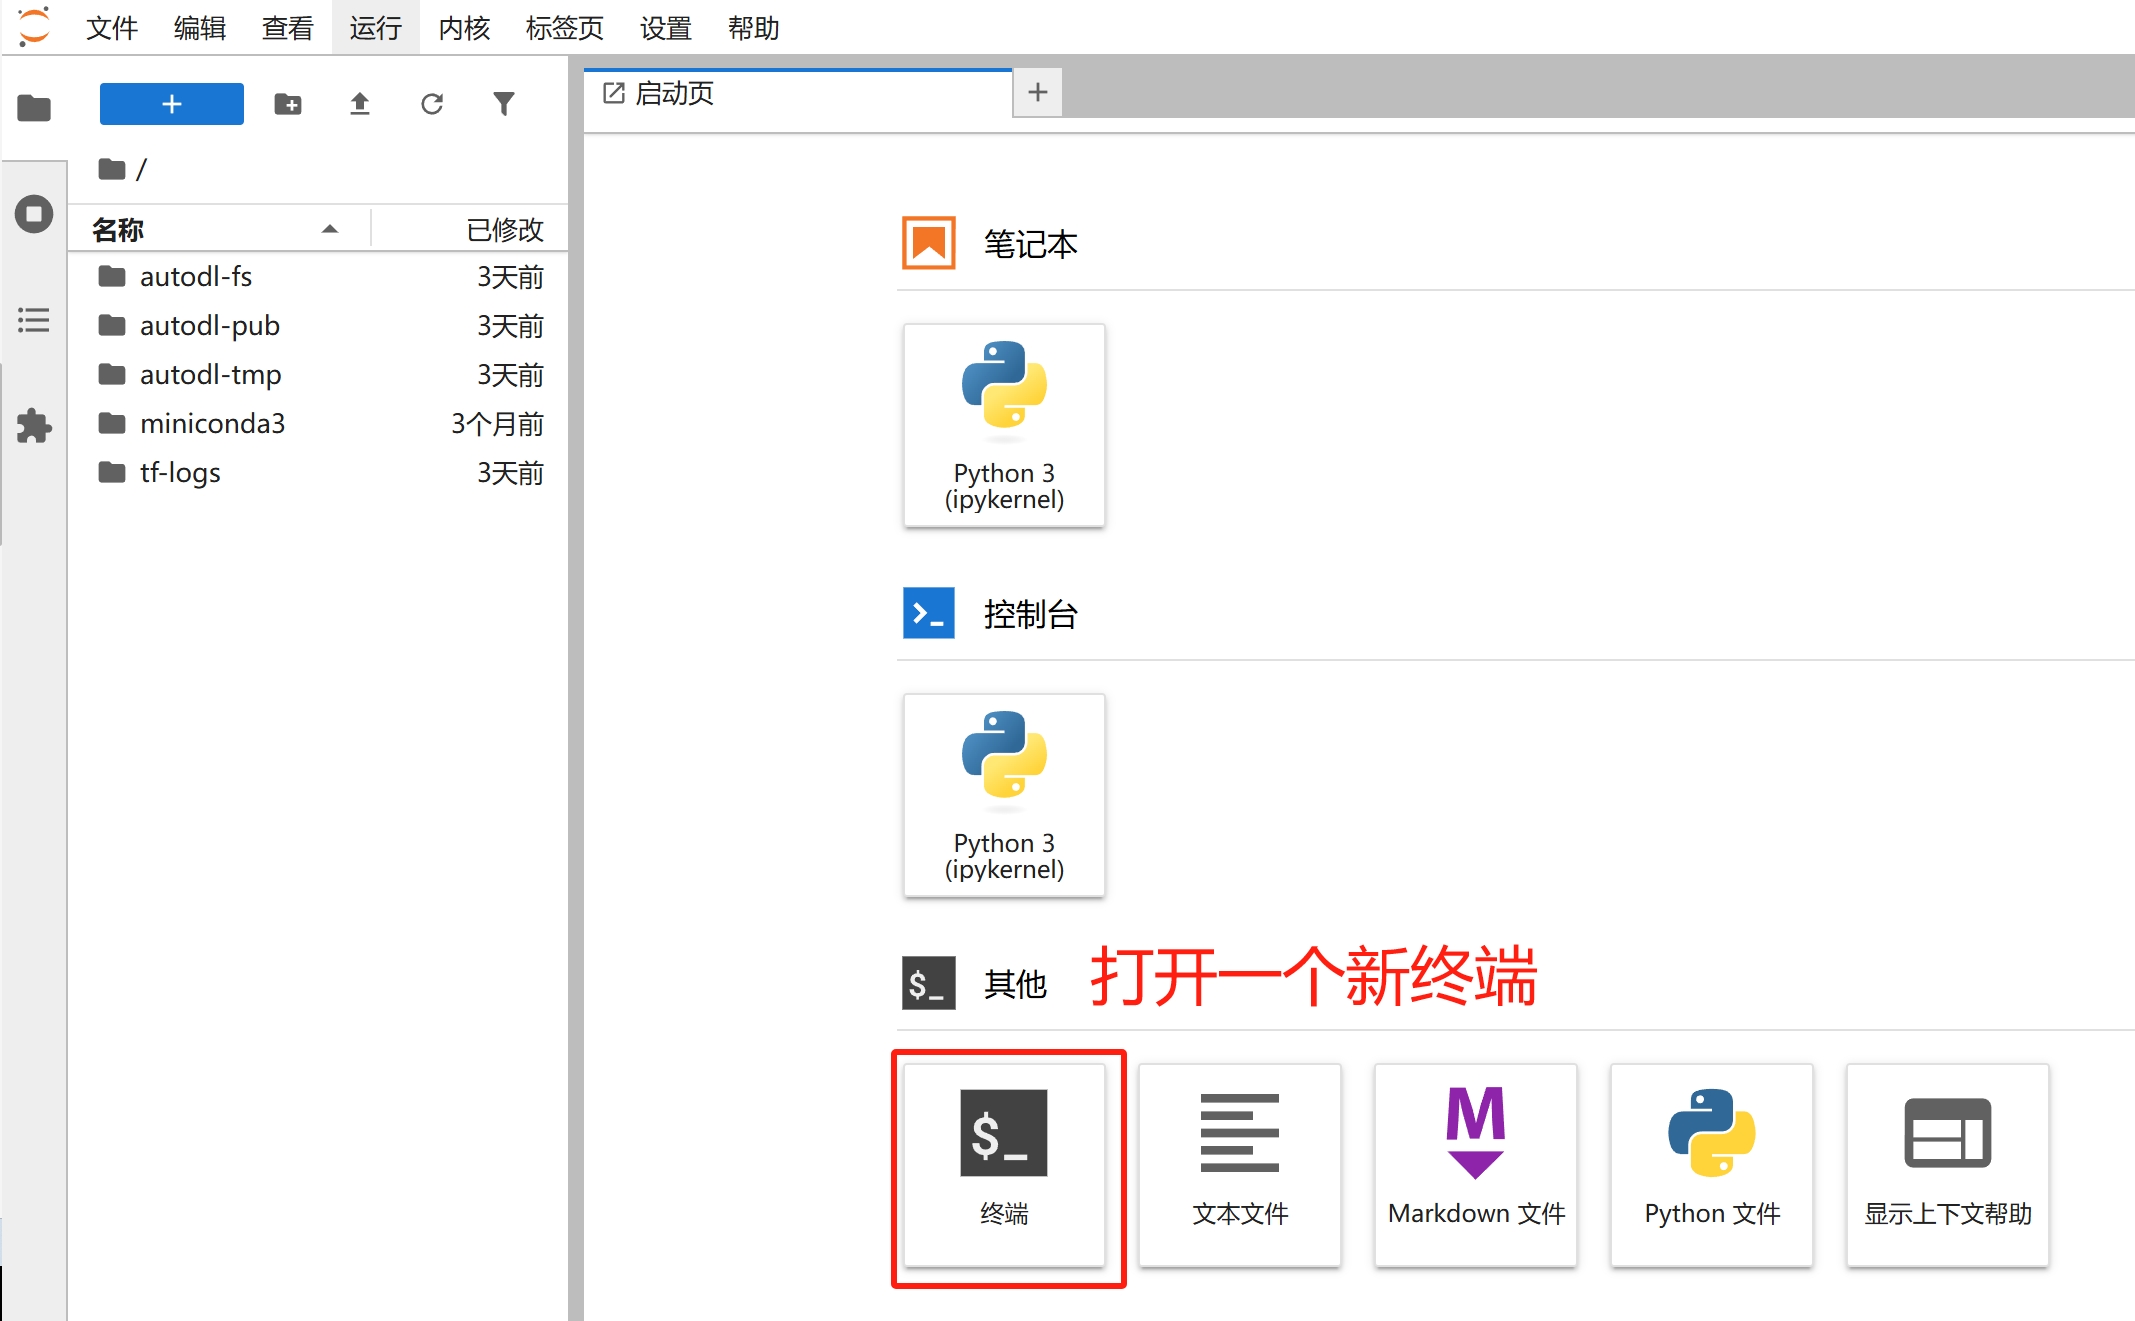 文件 编辑 查看 运行 内核 标签页 设置 帮助
启动页
/
名称 已修改
autodl-fs 3天前
autodl-pub 3天前
autodl-tmp 3天前
miniconda3 3个月前
tf-logs 3天前
笔记本
Python 3
(ipykernel)
控制台
Python 3
(ipykernel)
$_ 其他 打开一个新终端
$_
终端
文本文件
M
Markdown 文件
Python 文件
显示上下文帮助